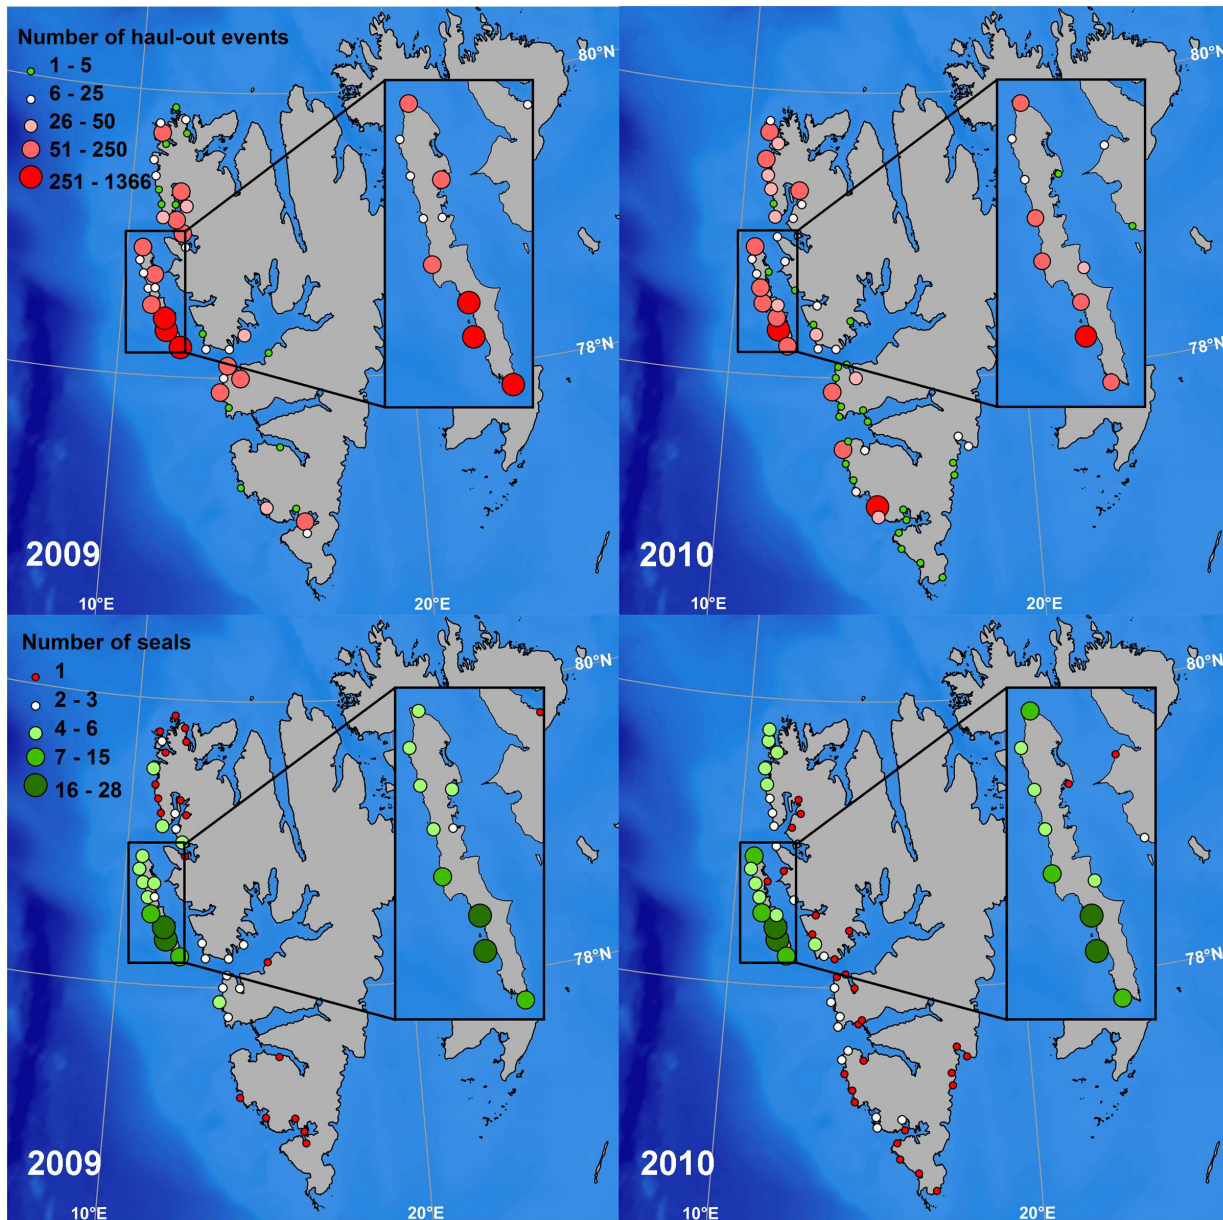 Number of haul-out events
1 - 5
6 - 25
26 - 50
51 - 250
251 - 1366
80°N
78°N
2009
10°E
20°E
80°N
78°N
2010
10°E
20°E
Number of seals
1
2 - 3
4 - 6
7 - 15
16 - 28
80°N
78°N
2009
10°E
20°E
80°N
78°N
2010
10°E
20°E